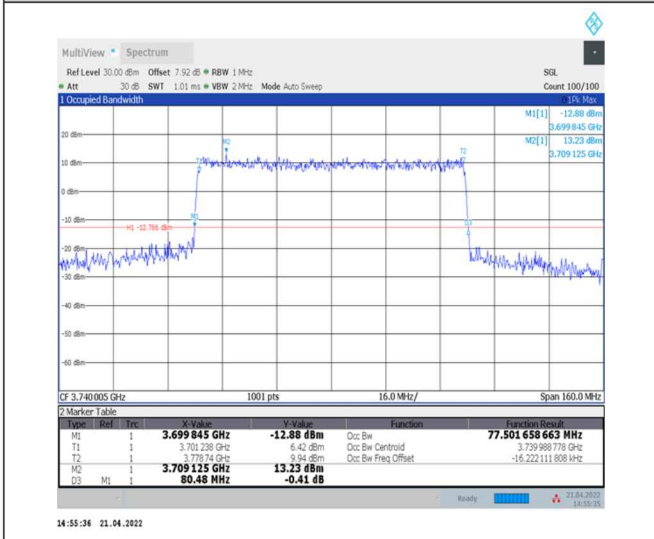 MultiView Spectrum
Ref Level 30.00 dBm Offset 7.92 dB RBW 1 MHz SGL
Att 30 dB SWT 1.01 ms VBW 2 MHz Mode Auto Sweep Count 100/100
1 Occupied Bandwidth 1Pk Max
M1[1] -12.88 dBm
3.699 845 GHz
M2[1] 13.23 dBm
3.709 125 GHz
20 dBm
M2
T2
10 dBm
0 dBm
-10 dBm
M1
H1 -12.766 dBm
D3
-20 dBm
-30 dBm
-40 dBm
-50 dBm
-60 dBm
CF 3.740 005 GHz 1001 pts 16.0 MHz/ Span 160.0 MHz
2 Marker Table
Type Ref Trc X-Value Y-Value Function Function Result
M1 1 3.699 845 GHz -12.88 dBm Occ Bw 77.501 658 663 MHz
T1 1 3.701 238 GHz 6.42 dBm Occ Bw Centroid 3.739 988 778 GHz
T2 1 3.778 74 GHz 9.94 dBm Occ Bw Freq Offset -16.222 111 808 kHz
M2 1 3.709 125 GHz 13.23 dBm
D3 M1 1 80.48 MHz -0.41 dB
Ready 21.04.2022
14:55:35
14:55:36 21.04.2022